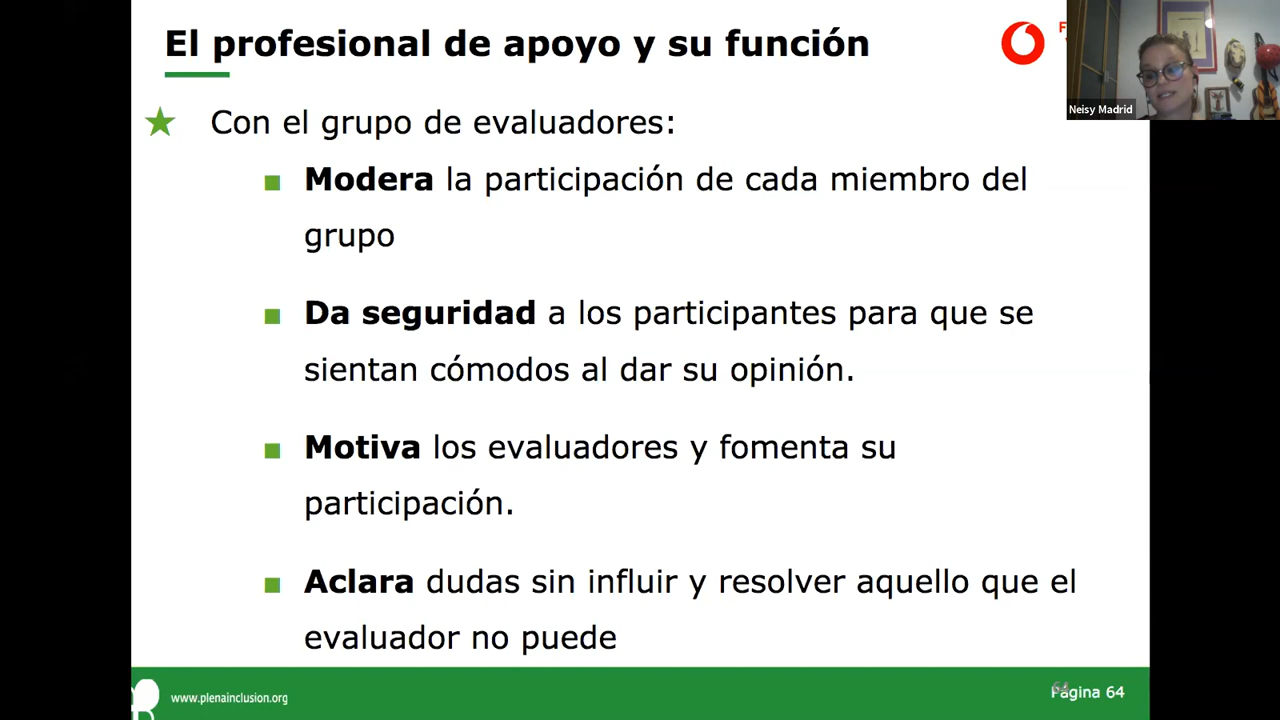 El profesional de apoyo y su función
Neisy Madrid
Con el grupo de evaluadores:
Modera la participación de cada miembro del
grupo
Da seguridad a los participantes para que se
sientan cómodos al dar su opinión.
Motiva los evaluadores y fomenta su
participación.
Aclara dudas sin influir y resolver aquello que el
evaluador no puede
www.plenainclusion.org
Página 64